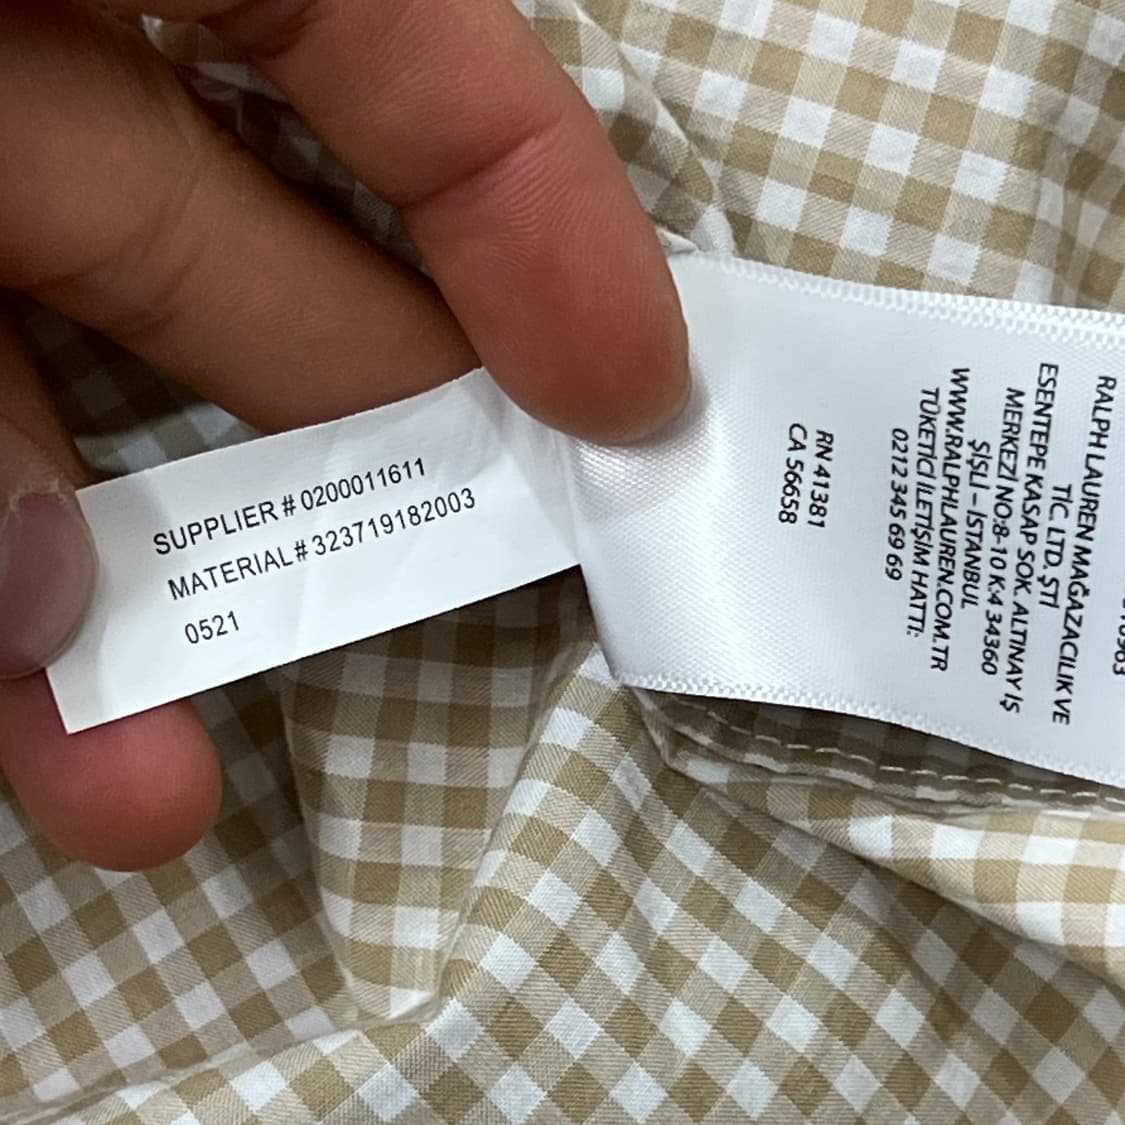 SUPPLIER # 0200011611
MATERIAL # 323719182003
0521
RALPH LAUREN MAĞAZACILIK VE
TİC. LTD. ŞTİ
ESENTEPE KASAP SOK. ALTINAY İŞ
MERKEZİ NO:8-10 K:4 34360
ŞİŞLİ – İSTANBUL
WWW.RALPHLAUREN.COM.TR
TÜKETİCİ İLETİŞİM HATTI:
0212 345 69 69
RN 41381
CA 56658